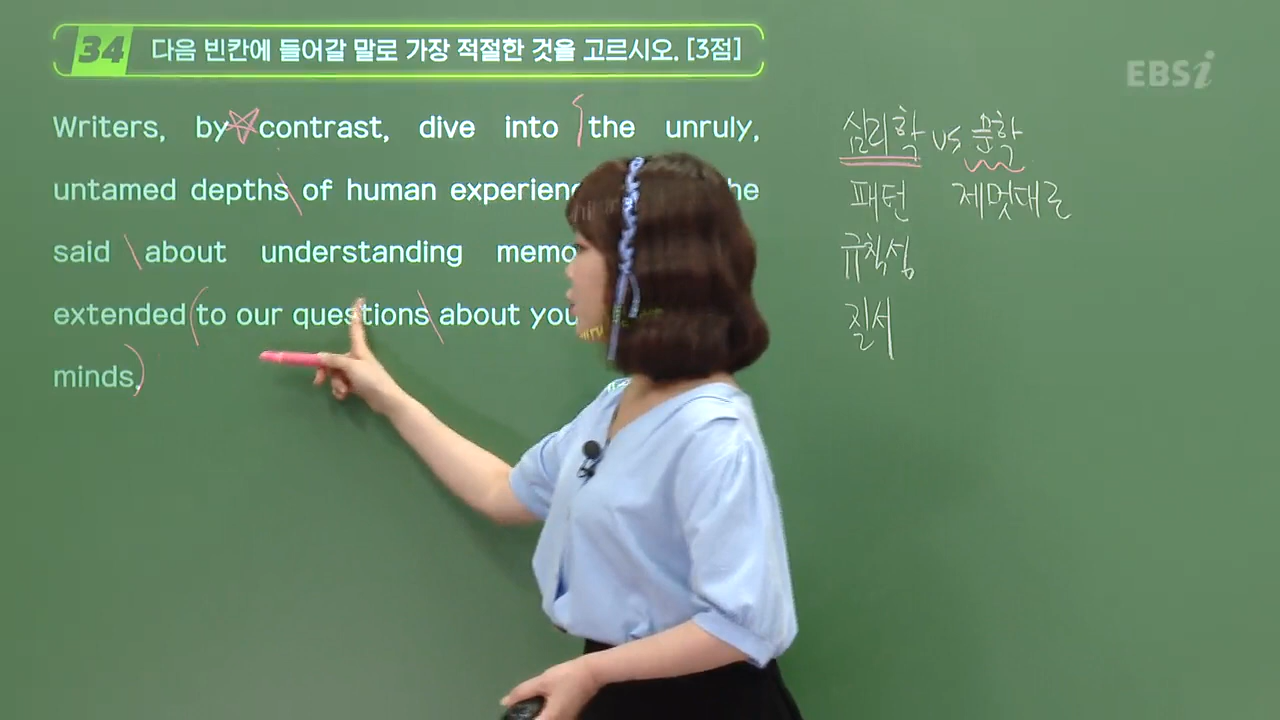 34 다음 빈칸에 들어갈 말로 가장 적절한 것을 고르시오. [3점]
EBSi
Writers, by contrast, dive into the unruly,
untamed depths of human he
said about understanding
extended to our questions about
minds.
심리학 vs 문학
패턴 제멋대로
규칙성
질서